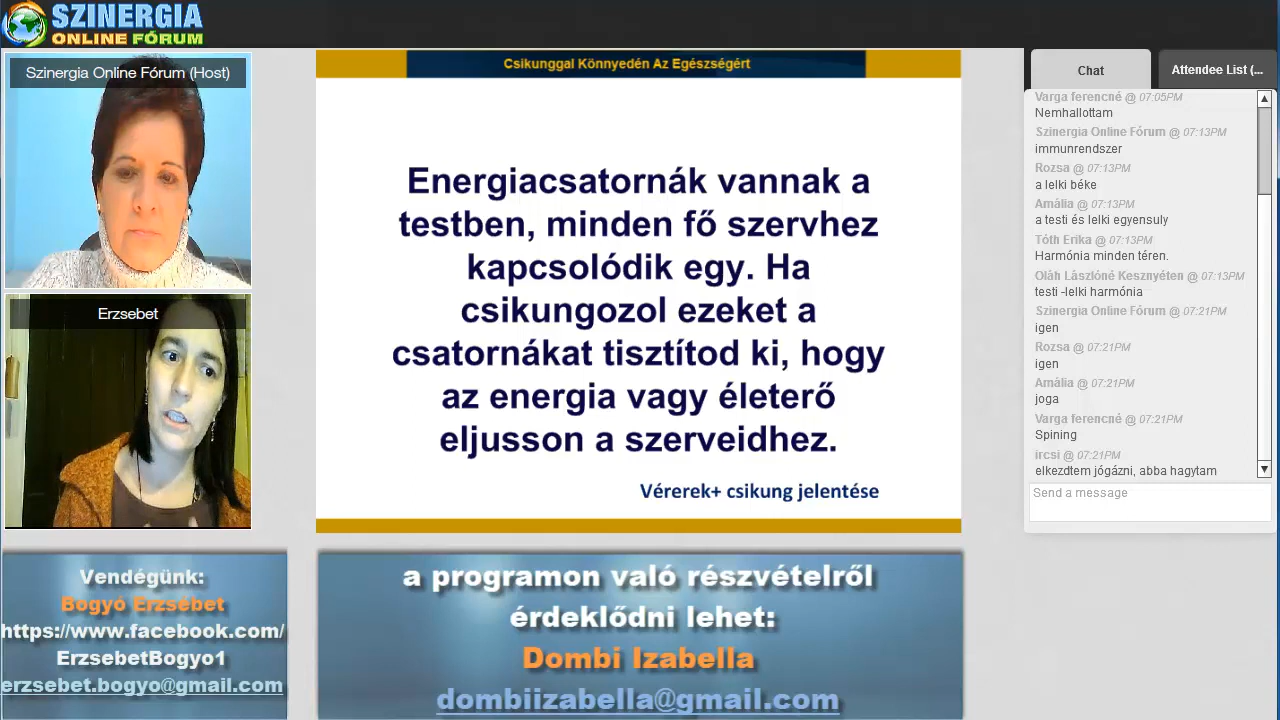 SZINERGIA
ONLINE FÓRUM
Szinergia Online Fórum (Host)
Erzsebet
Csikunggal Könnyedén Az Egészségért
Energiacsatornák vannak a
testben, minden fő szervhez
kapcsolódik egy. Ha
csikungozol ezeket a
csatornákat tisztítod ki, hogy
az energia vagy életerő
eljusson a szerveidhez.
Vérerek+ csikung jelentése
Chat
Attendee List (...
Varga ferencné @ 07:05PM
Nemhallottam
Szinergia Online Fórum @ 07:13PM
immunrendszer
Rozsa @ 07:13PM
a lelki béke
Amália @ 07:13PM
a testi és lelki egyensuly
Tóth Erika @ 07:13PM
Harmónia minden téren.
Oláh Lászlóné Kesznyéten @ 07:13PM
testi -lelki harmónia
Szinergia Online Fórum @ 07:21PM
igen
Rozsa @ 07:21PM
igen
Amália @ 07:21PM
joga
Varga ferencné @ 07:21PM
Spining
ircsi @ 07:21PM
elkezdtem jógázni, abba hagytam
Send a message
Vendégünk:
Bogyó Erzsébet
https://www.facebook.com/
ErzsebetBogyo1
erzsebet.bogyo@gmail.com
a programon való részvételről
érdeklődni lehet:
Dombi Izabella
dombiizabella@gmail.com